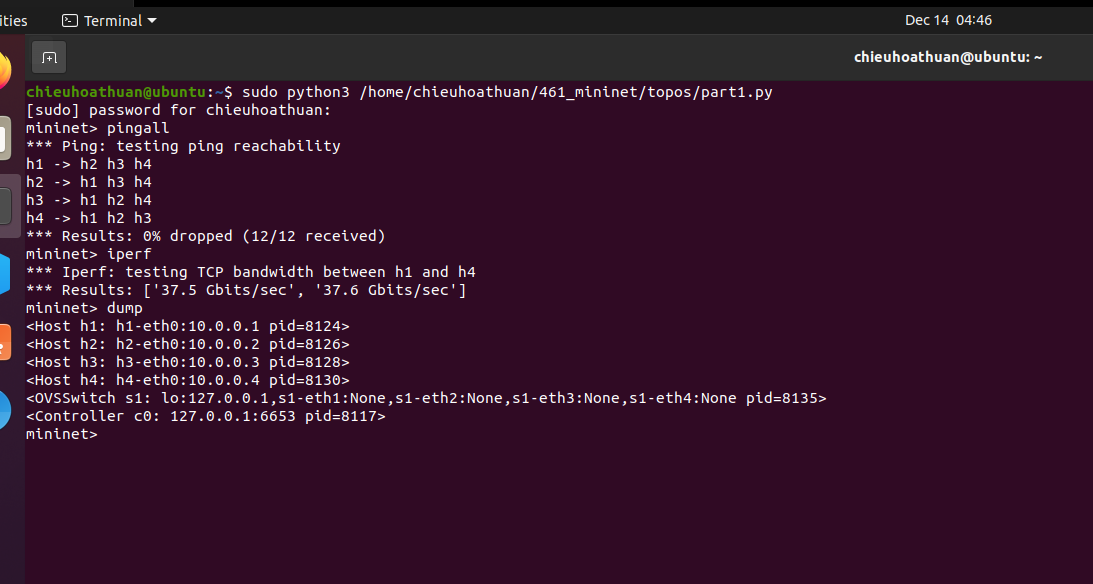 ities
Terminal
Dec 14 04:46
chieuhoathuan@ubuntu: ~
chieuhoathuan@ubuntu:~$ sudo python3 /home/chieuhoathuan/461_mininet/topos/part1.py
[sudo] password for chieuhoathuan:
mininet> pingall
*** Ping: testing ping reachability
h1 -> h2 h3 h4
h2 -> h1 h3 h4
h3 -> h1 h2 h4
h4 -> h1 h2 h3
*** Results: 0% dropped (12/12 received)
mininet> iperf
*** Iperf: testing TCP bandwidth between h1 and h4
*** Results: ['37.5 Gbits/sec', '37.6 Gbits/sec']
mininet> dump
<Host h1: h1-eth0:10.0.0.1 pid=8124>
<Host h2: h2-eth0:10.0.0.2 pid=8126>
<Host h3: h3-eth0:10.0.0.3 pid=8128>
<Host h4: h4-eth0:10.0.0.4 pid=8130>
<OVSSwitch s1: lo:127.0.0.1,s1-eth1:None,s1-eth2:None,s1-eth3:None,s1-eth4:None pid=8135>
<Controller c0: 127.0.0.1:6653 pid=8117>
mininet>